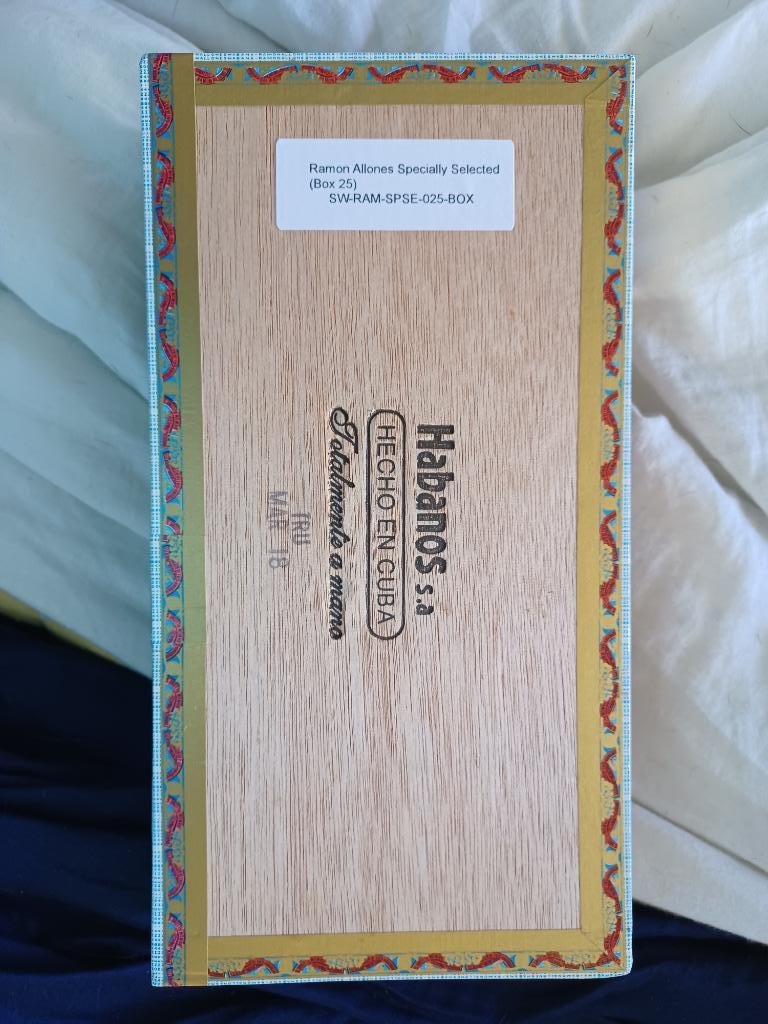 Ramon Allones Specially Selected
(Box 25)
SW-RAM-SPSE-025-BOX
Habanos s.a
HECHO EN CUBA
Totalmente a mano
MAR 18